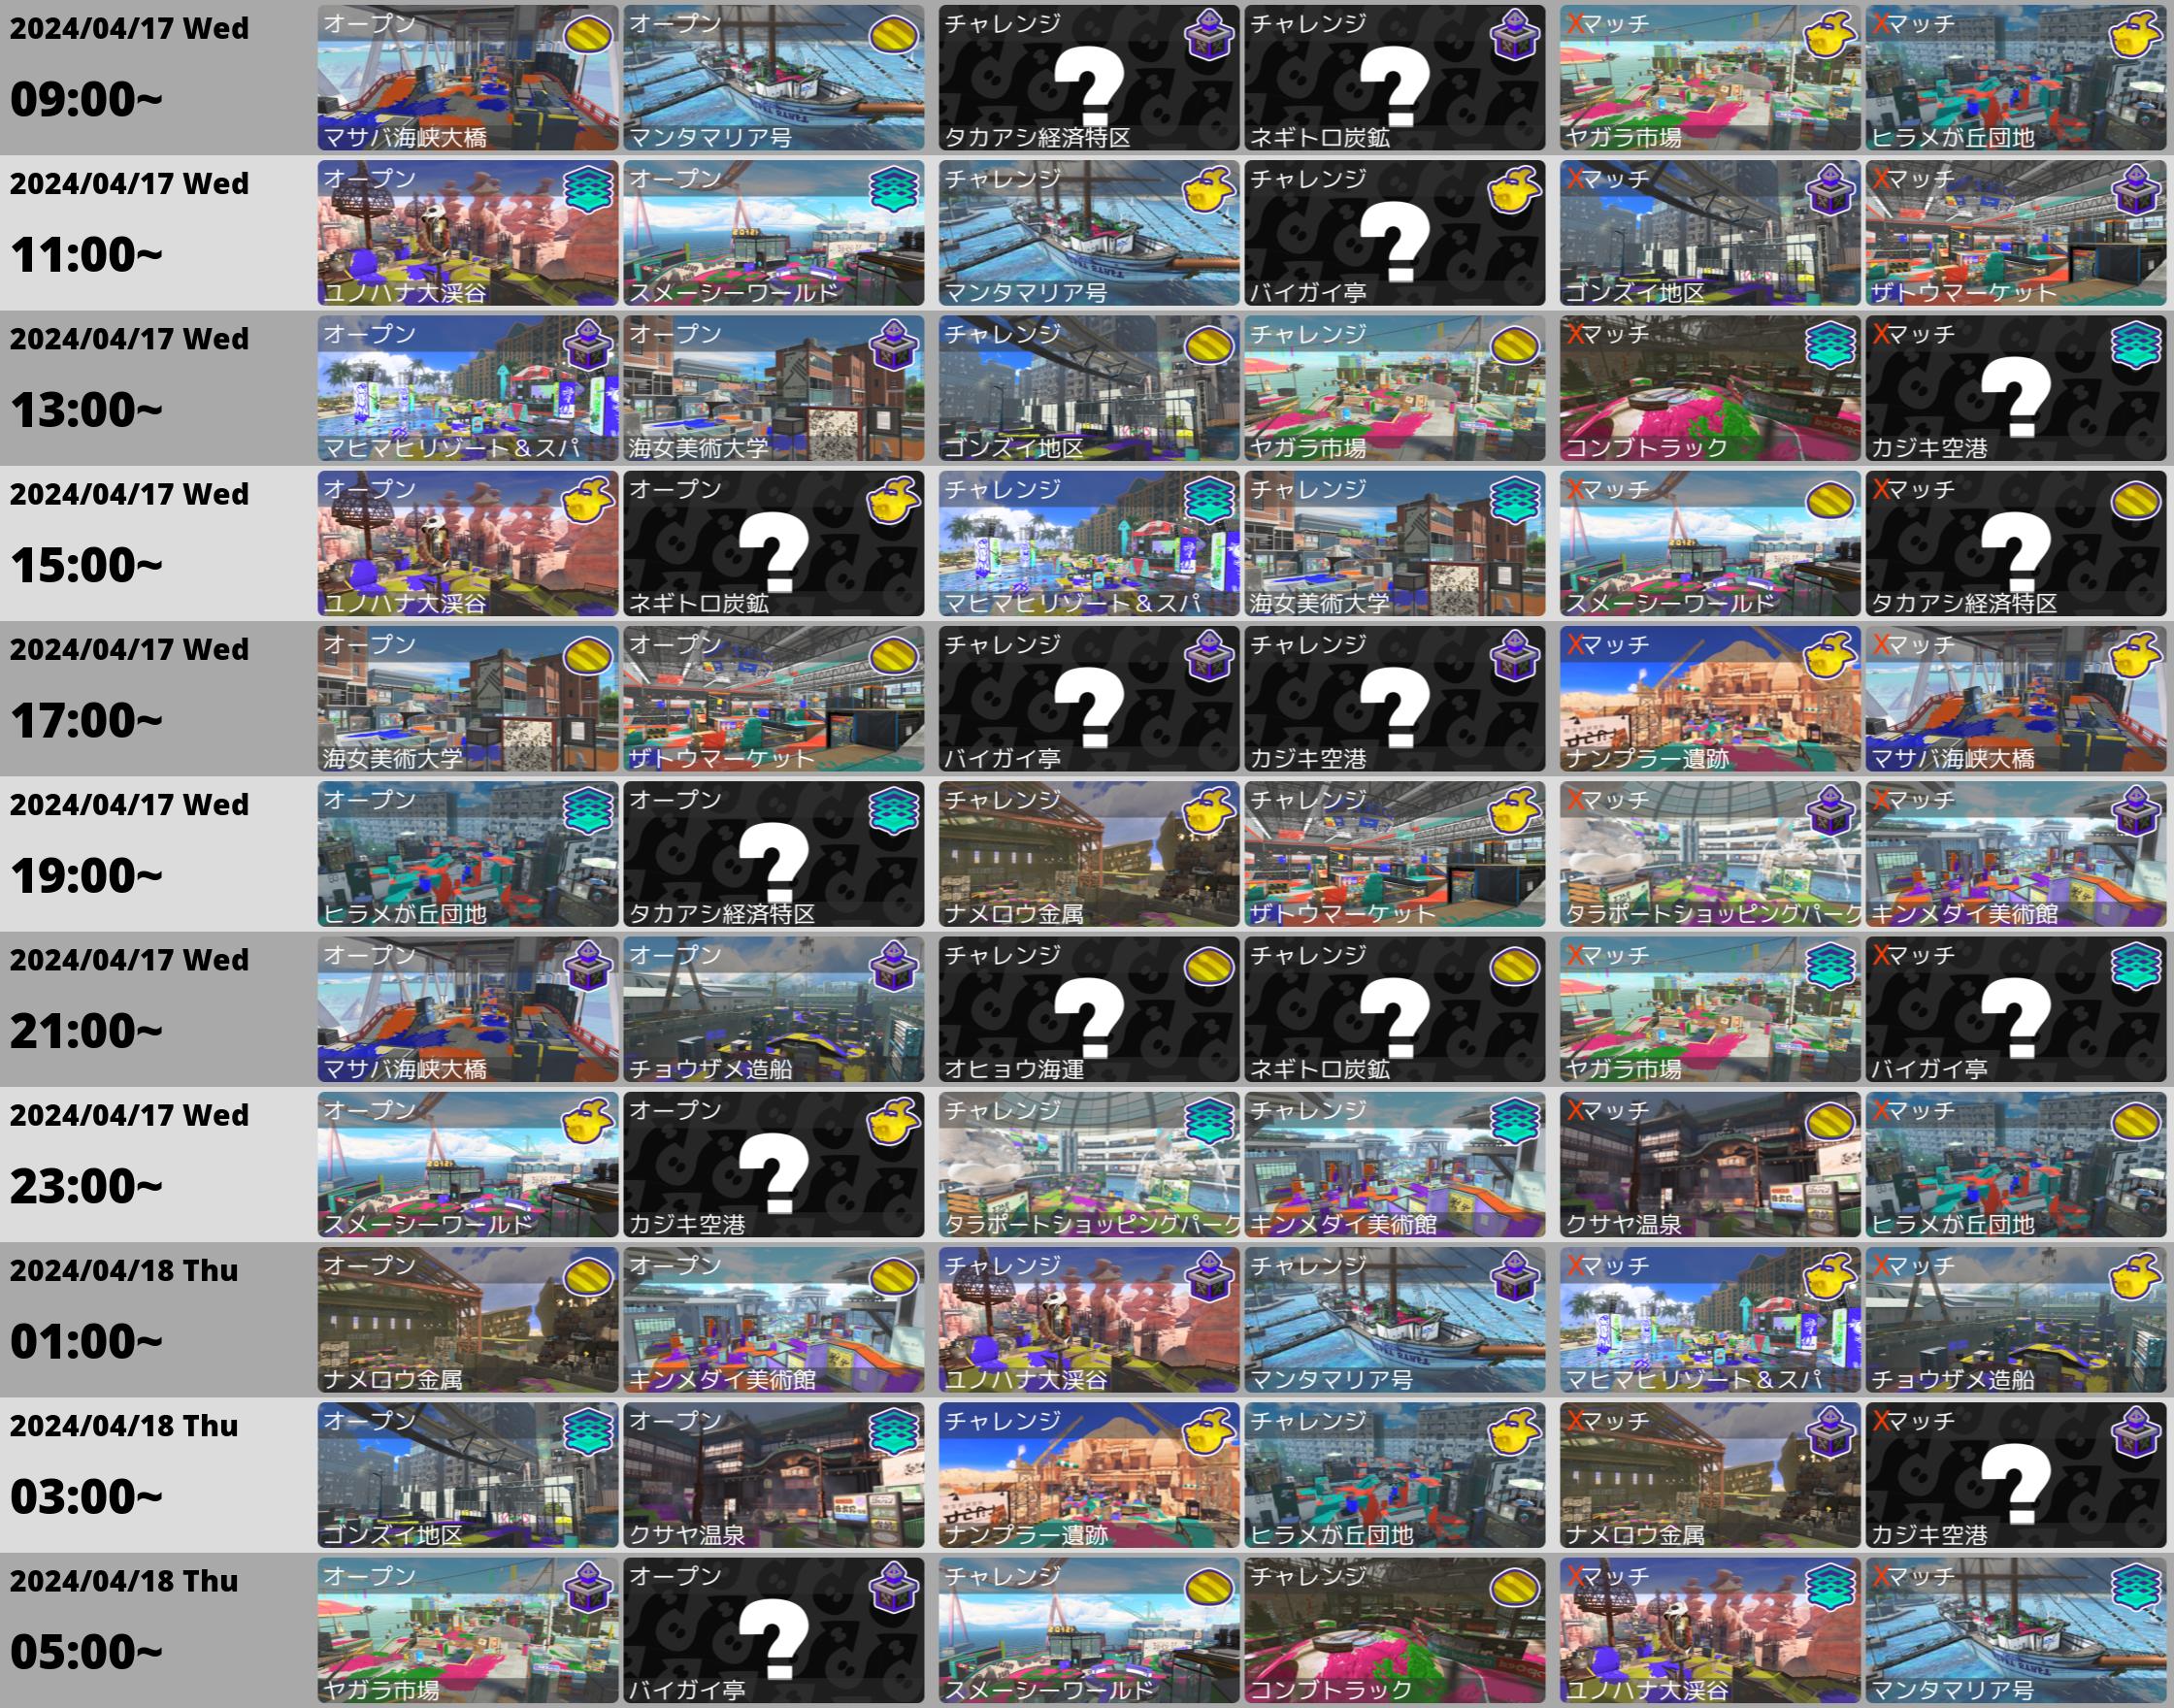 2024/04/17 Wed
09:00~
オープン
マサバ海峡大橋
オープン
マンタマリア号
チャレンジ
タカアシ経済特区
チャレンジ
ネギトロ炭鉱
Xマッチ
ヤガラ市場
Xマッチ
ヒラメが丘団地
2024/04/17 Wed
11:00~
オープン
ユノハナ大渓谷
オープン
スメーシーワールド
チャレンジ
マンタマリア号
チャレンジ
バイガイ亭
Xマッチ
ゴンズイ地区
Xマッチ
ザトウマーケット
2024/04/17 Wed
13:00~
オープン
マヒマヒリゾート&スパ
オープン
海女美術大学
チャレンジ
ゴンズイ地区
チャレンジ
ヤガラ市場
Xマッチ
コンブトラック
Xマッチ
カジキ空港
2024/04/17 Wed
15:00~
オープン
ユノハナ大渓谷
オープン
ネギトロ炭鉱
チャレンジ
マヒマヒリゾート&スパ
チャレンジ
海女美術大学
Xマッチ
スメーシーワールド
Xマッチ
タカアシ経済特区
2024/04/17 Wed
17:00~
オープン
海女美術大学
オープン
ザトウマーケット
チャレンジ
バイガイ亭
チャレンジ
カジキ空港
Xマッチ
ナンプラー遺跡
Xマッチ
マサバ海峡大橋
2024/04/17 Wed
19:00~
オープン
ヒラメが丘団地
オープン
タカアシ経済特区
チャレンジ
ナメロウ金属
チャレンジ
ザトウマーケット
Xマッチ
タラポートショッピングパーク
Xマッチ
キンメダイ美術館
2024/04/17 Wed
21:00~
オープン
マサバ海峡大橋
オープン
チョウザメ造船
チャレンジ
オヒョウ海運
チャレンジ
ネギトロ炭鉱
Xマッチ
ヤガラ市場
Xマッチ
バイガイ亭
2024/04/17 Wed
23:00~
オープン
スメーシーワールド
オープン
カジキ空港
チャレンジ
タラポートショッピングパーク
チャレンジ
キンメダイ美術館
Xマッチ
クサヤ温泉
Xマッチ
ヒラメが丘団地
2024/04/18 Thu
01:00~
オープン
ナメロウ金属
オープン
キンメダイ美術館
チャレンジ
ユノハナ大渓谷
チャレンジ
マンタマリア号
Xマッチ
マヒマヒリゾート&スパ
Xマッチ
チョウザメ造船
2024/04/18 Thu
03:00~
オープン
ゴンズイ地区
オープン
クサヤ温泉
チャレンジ
ナンプラー遺跡
チャレンジ
ヒラメが丘団地
Xマッチ
ナメロウ金属
Xマッチ
カジキ空港
2024/04/18 Thu
05:00~
オープン
ヤガラ市場
オープン
バイガイ亭
チャレンジ
スメーシーワールド
チャレンジ
コンブトラック
Xマッチ
ユノハナ大渓谷
Xマッチ
マンタマリア号